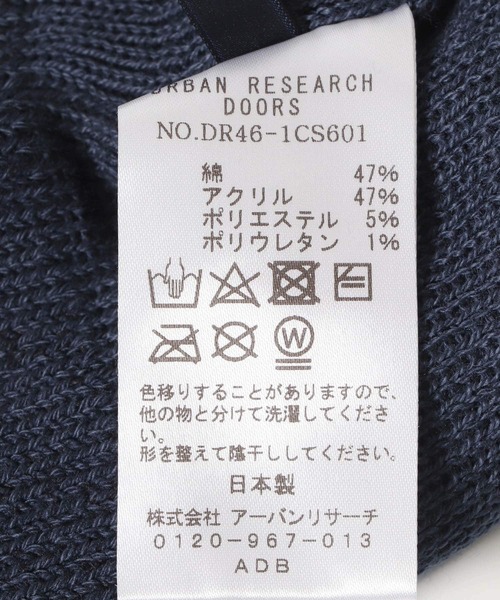 URBAN RESEARCH
DOORS
NO.DR46-1CS601
綿 47%
アクリル 47%
ポリエステル 5%
ポリウレタン 1%
W
色移りすることがありますので、
他の物と分けて洗濯してくださ
い。
形を整えて陰干ししてください。
日本製
株式会社 アーバンリサーチ
0120-967-013
ADB